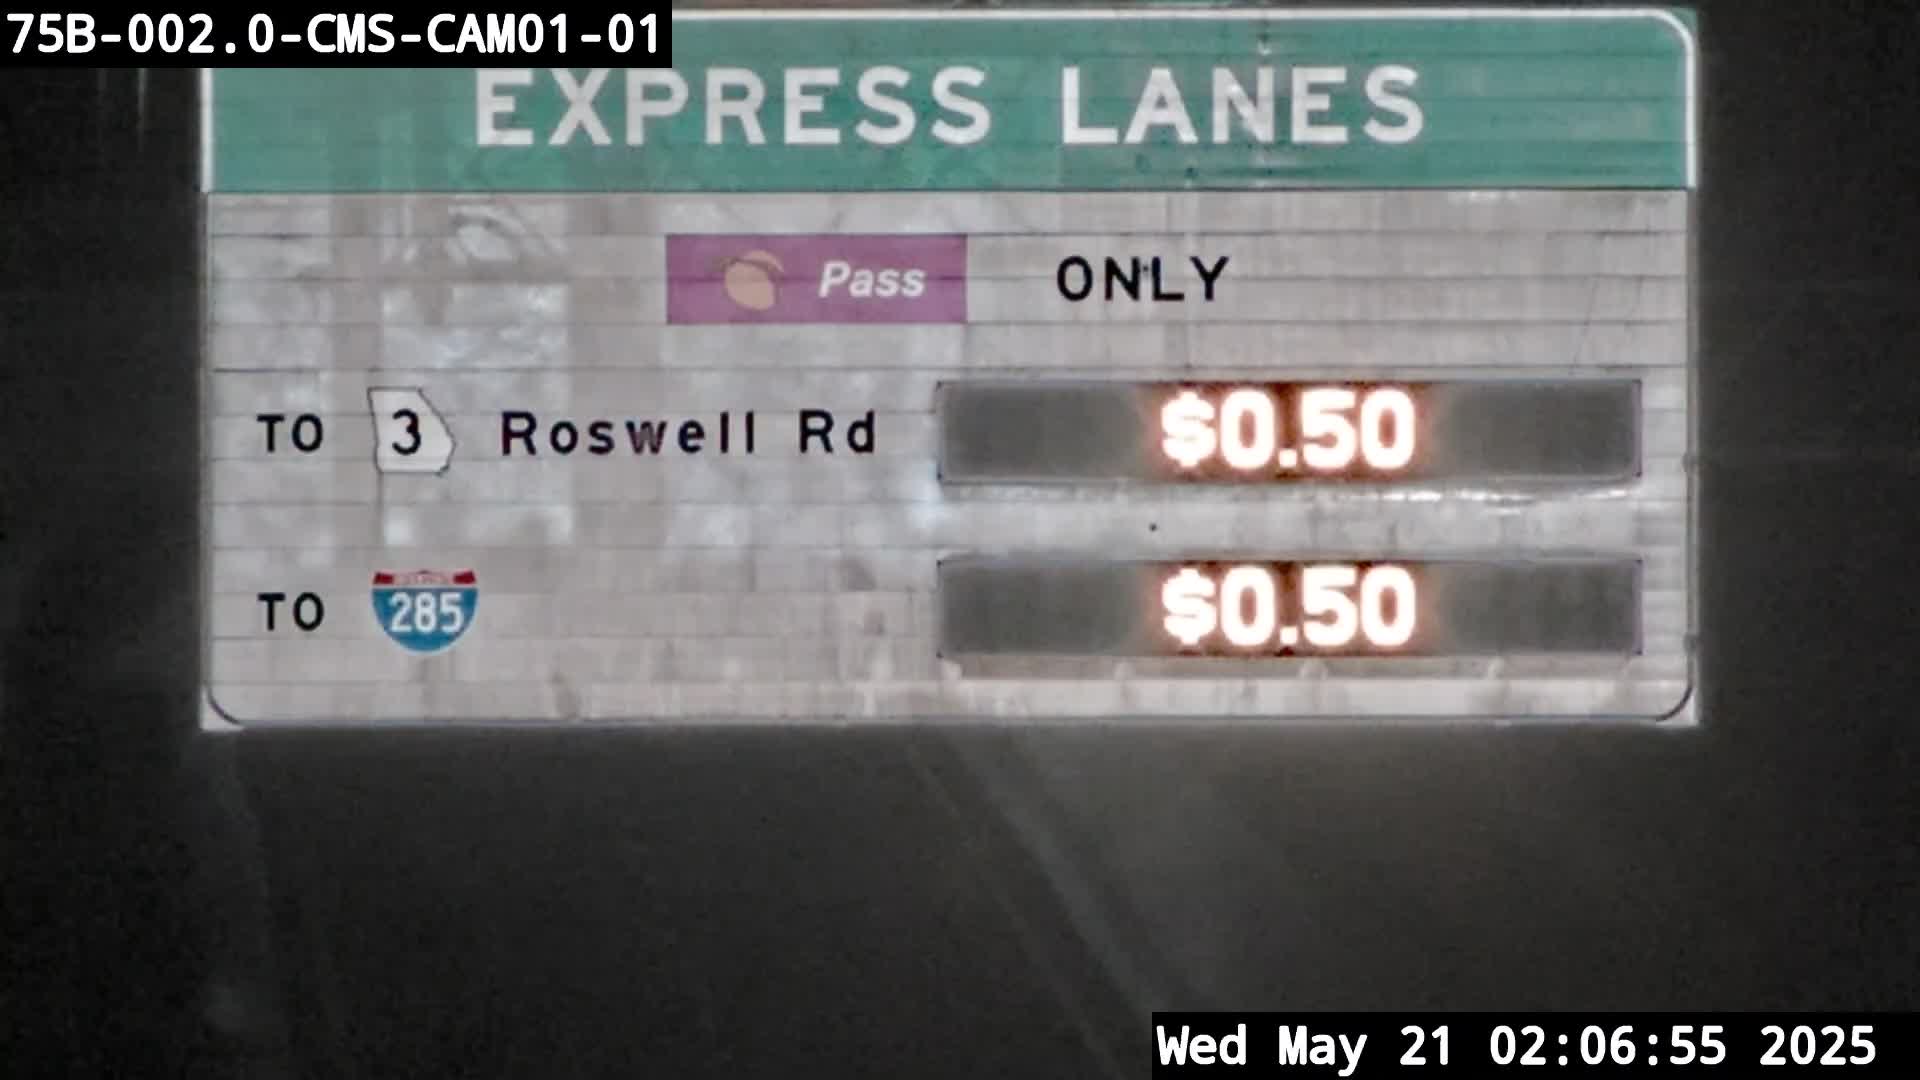 75B-002.0-CMS-CAM01-01
EXPRESS LANES
Pass ONLY
TO 3 Roswell Rd $0.50
TO 285 $0.50
Wed May 21 02:06:55 2025